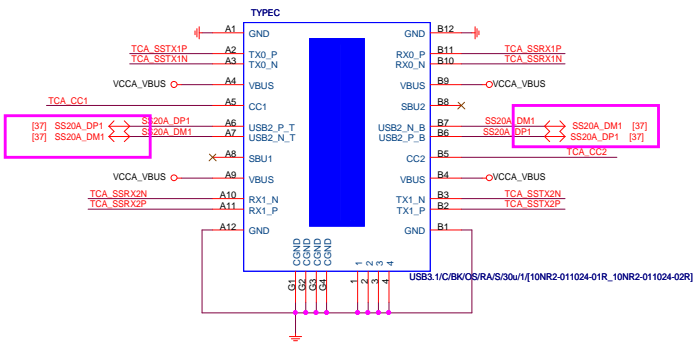 TYPEC
A1 GND GND B12
TCA_SSTX1P A2 TX0_P RX0_P B11 TCA_SSRX1P
TCA_SSTX1N A3 TX0_N RX0_N B10 TCA_SSRX1N
VCCA_VBUS A4 VBUS VBUS B9 VCCA_VBUS
SBU2 B8
TCA_CC1 A5 CC1
[37] SS20A_DP1 SS20A_DP1 A6 USB2_P_T USB2_N_B B7 SS20A_DM1 SS20A_DM1 [37]
[37] SS20A_DM1 SS20A_DM1 A7 USB2_N_T USB2_P_B B6 SS20A_DP1 SS20A_DP1 [37]
A8 SBU1 CC2 B5 TCA_CC2
VCCA_VBUS A9 VBUS VBUS B4 VCCA_VBUS
TCA_SSRX2N A10 RX1_N TX1_N B3 TCA_SSTX2N
TCA_SSRX2P A11 RX1_P TX1_P B2 TCA_SSTX2P
A12 GND GND B1
CGND CGND CGND CGND 1 2 3 4
G1 G2 G3 G4 1 2 3 4
USB3.1/C/BK/OS/RA/S/30u/1/[10NR2-011024-01R_10NR2-011024-02R]